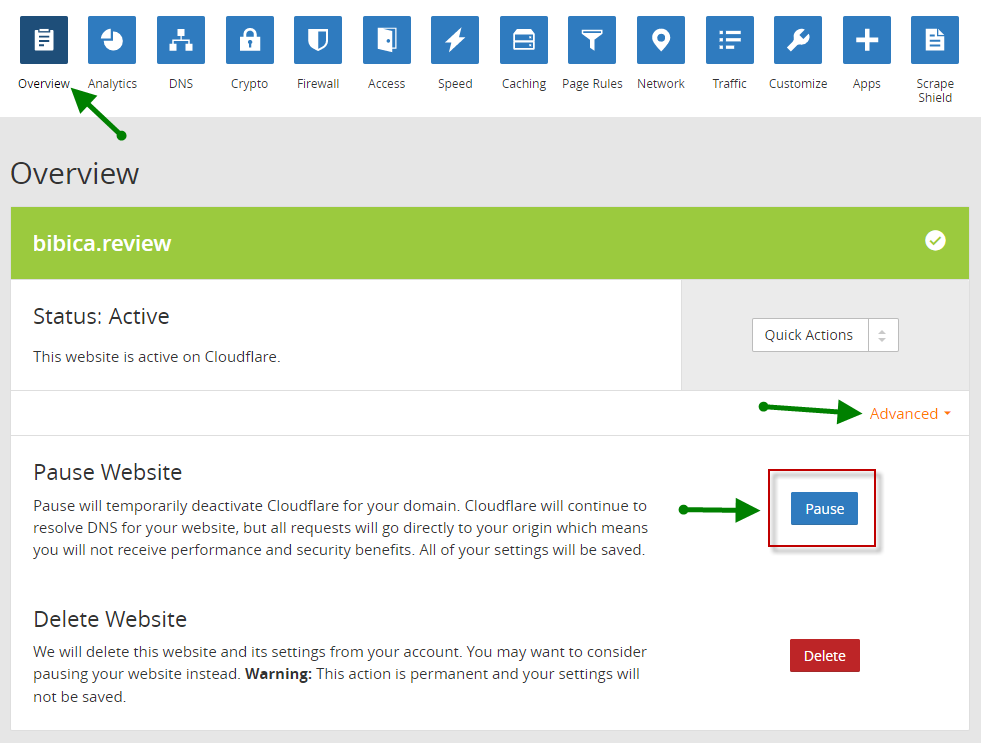 Overview Analytics DNS Crypto Firewall Access Speed Caching Page Rules Network Traffic Customize Apps Scrape
Shield
Overview
bibica.review
Status: Active
This website is active on Cloudflare.
Quick Actions
Advanced
Pause Website
Pause will temporarily deactivate Cloudflare for your domain. Cloudflare will continue to
resolve DNS for your website, but all requests will go directly to your origin which means
you will not receive performance and security benefits. All of your settings will be saved.
Pause
Delete Website
We will delete this website and its settings from your account. You may want to consider
pausing your website instead. Warning: This action is permanent and your settings will
not be saved.
Delete